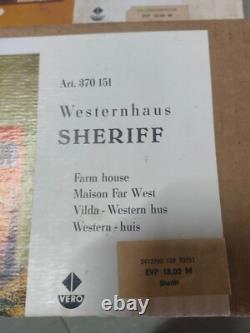 Art. 370 151
Westernhaus
SHERIFF
Farm house
Maison Far West
Vilda - Western hus
Western - huis
EVP 18,00 M
Sheriff
VERO